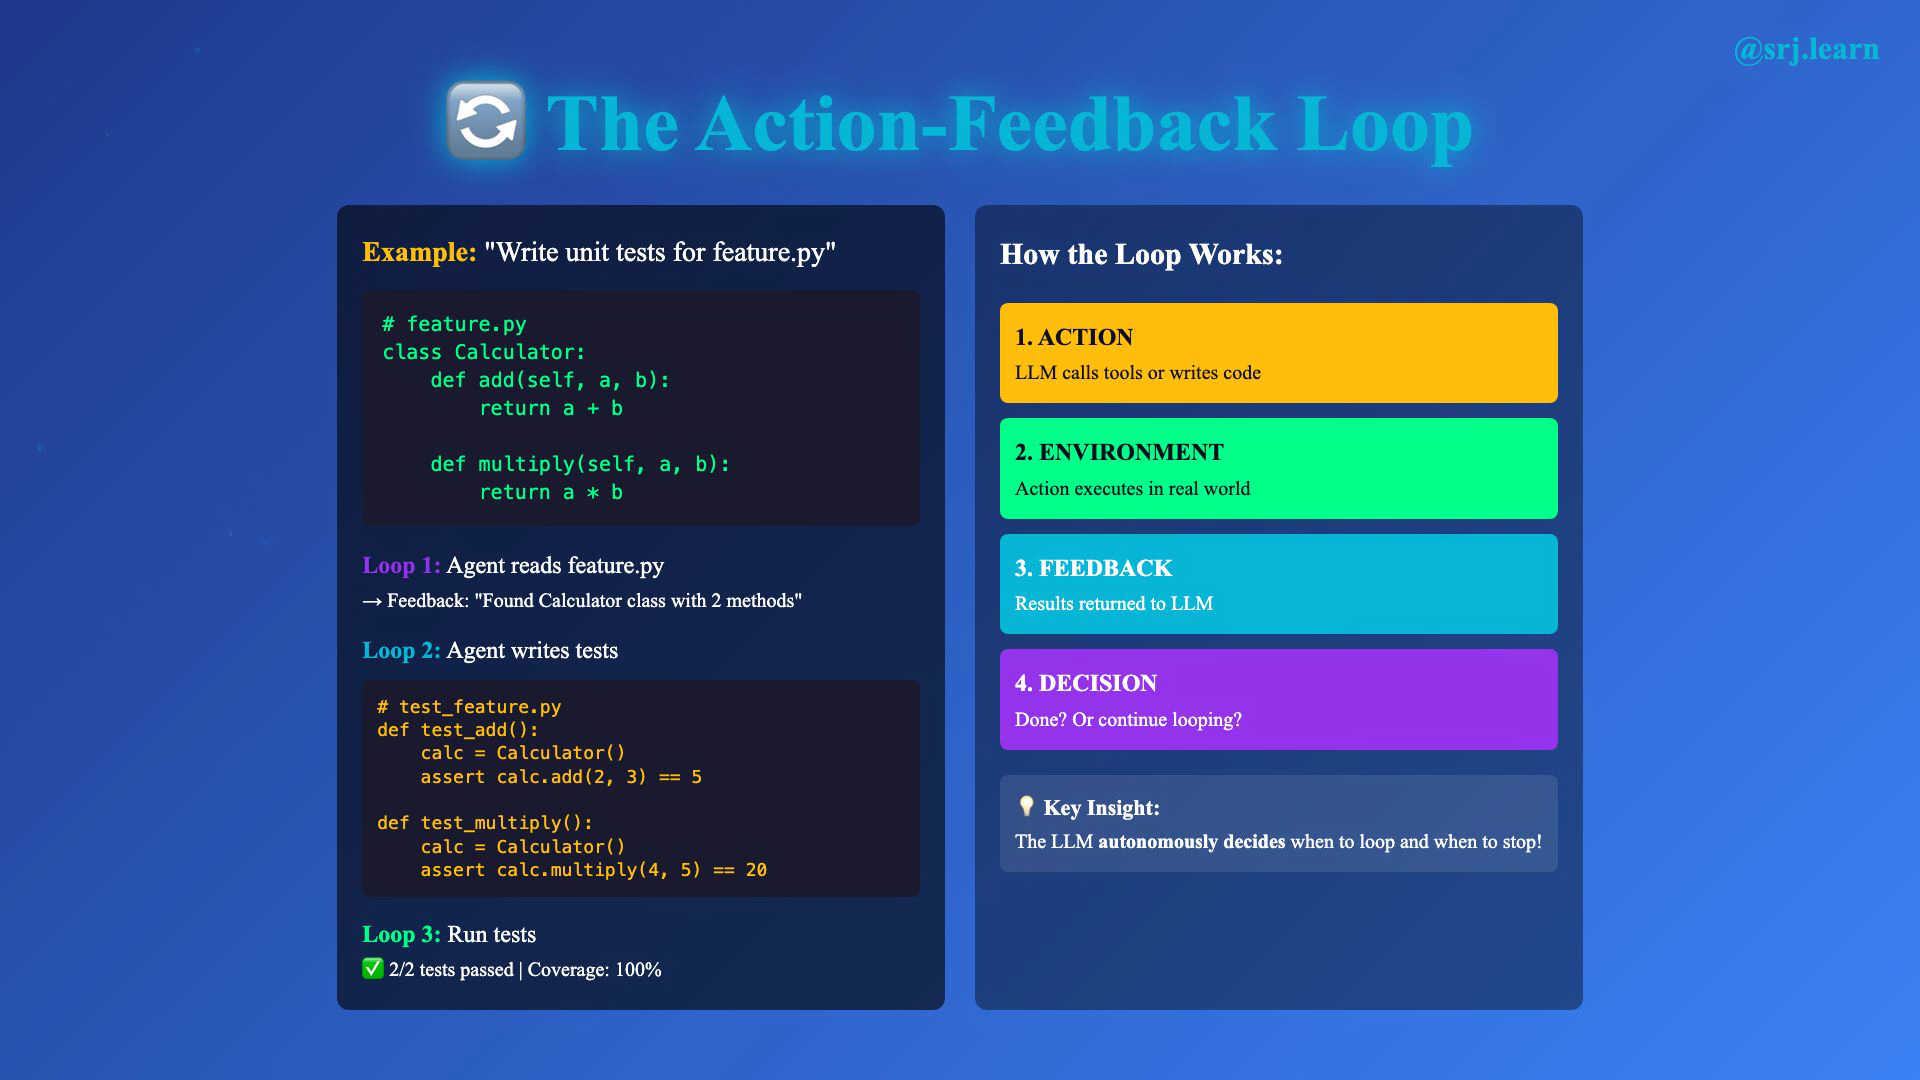 @srj.learn
🔄 The Action-Feedback Loop
Example: "Write unit tests for feature.py"
# feature.py
class Calculator:
    def add(self, a, b):
        return a + b

    def multiply(self, a, b):
        return a * b
Loop 1: Agent reads feature.py
→ Feedback: "Found Calculator class with 2 methods"
Loop 2: Agent writes tests
# test_feature.py
def test_add():
    calc = Calculator()
    assert calc.add(2, 3) == 5

def test_multiply():
    calc = Calculator()
    assert calc.multiply(4, 5) == 20
Loop 3: Run tests
✅ 2/2 tests passed | Coverage: 100%
How the Loop Works:
1. ACTION
LLM calls tools or writes code
2. ENVIRONMENT
Action executes in real world
3. FEEDBACK
Results returned to LLM
4. DECISION
Done? Or continue looping?
💡 Key Insight:
The LLM autonomously decides when to loop and when to stop!